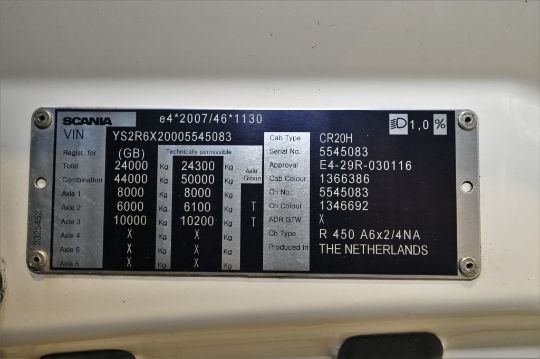 SCANIA e4*2007/46*1130 1,0 %
VIN YS2R6X20005545083 Cab Type CR20H
Regist. for (GB) Technically permissible Serial No. 5545083
Total 24000 Kg 24300 Kg Axle Group Approval E4-29R-030116
Combination 44000 Kg 50000 Kg Cab Colour 1366386
Axle 1 8000 Kg 8000 Kg Ch No. 5545083
Axle 2 6000 Kg 6100 Kg T Ch Colour 1346692
Axle 3 10000 Kg 10200 Kg T ADR GTW X
Axle 4 X Kg X Kg Ch Type R 450 A6x2/4NA
Axle 5 X Kg X Kg Produced in THE NETHERLANDS
Axle 6 X Kg X Kg